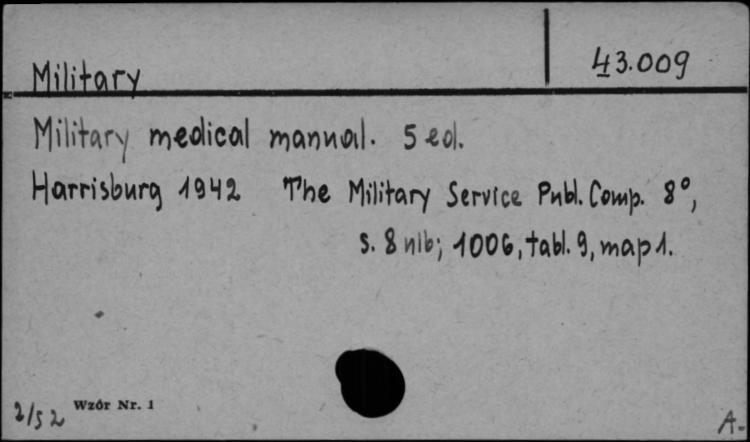 Military 43.009
Military medical manual. 5 ed.
Harrisburg 1942 The Military Service Publ. Comp. 8°,
s. 8 nlb; 1006, tabl. 9, map 1.
2/52 Wzór Nr. 1
A.